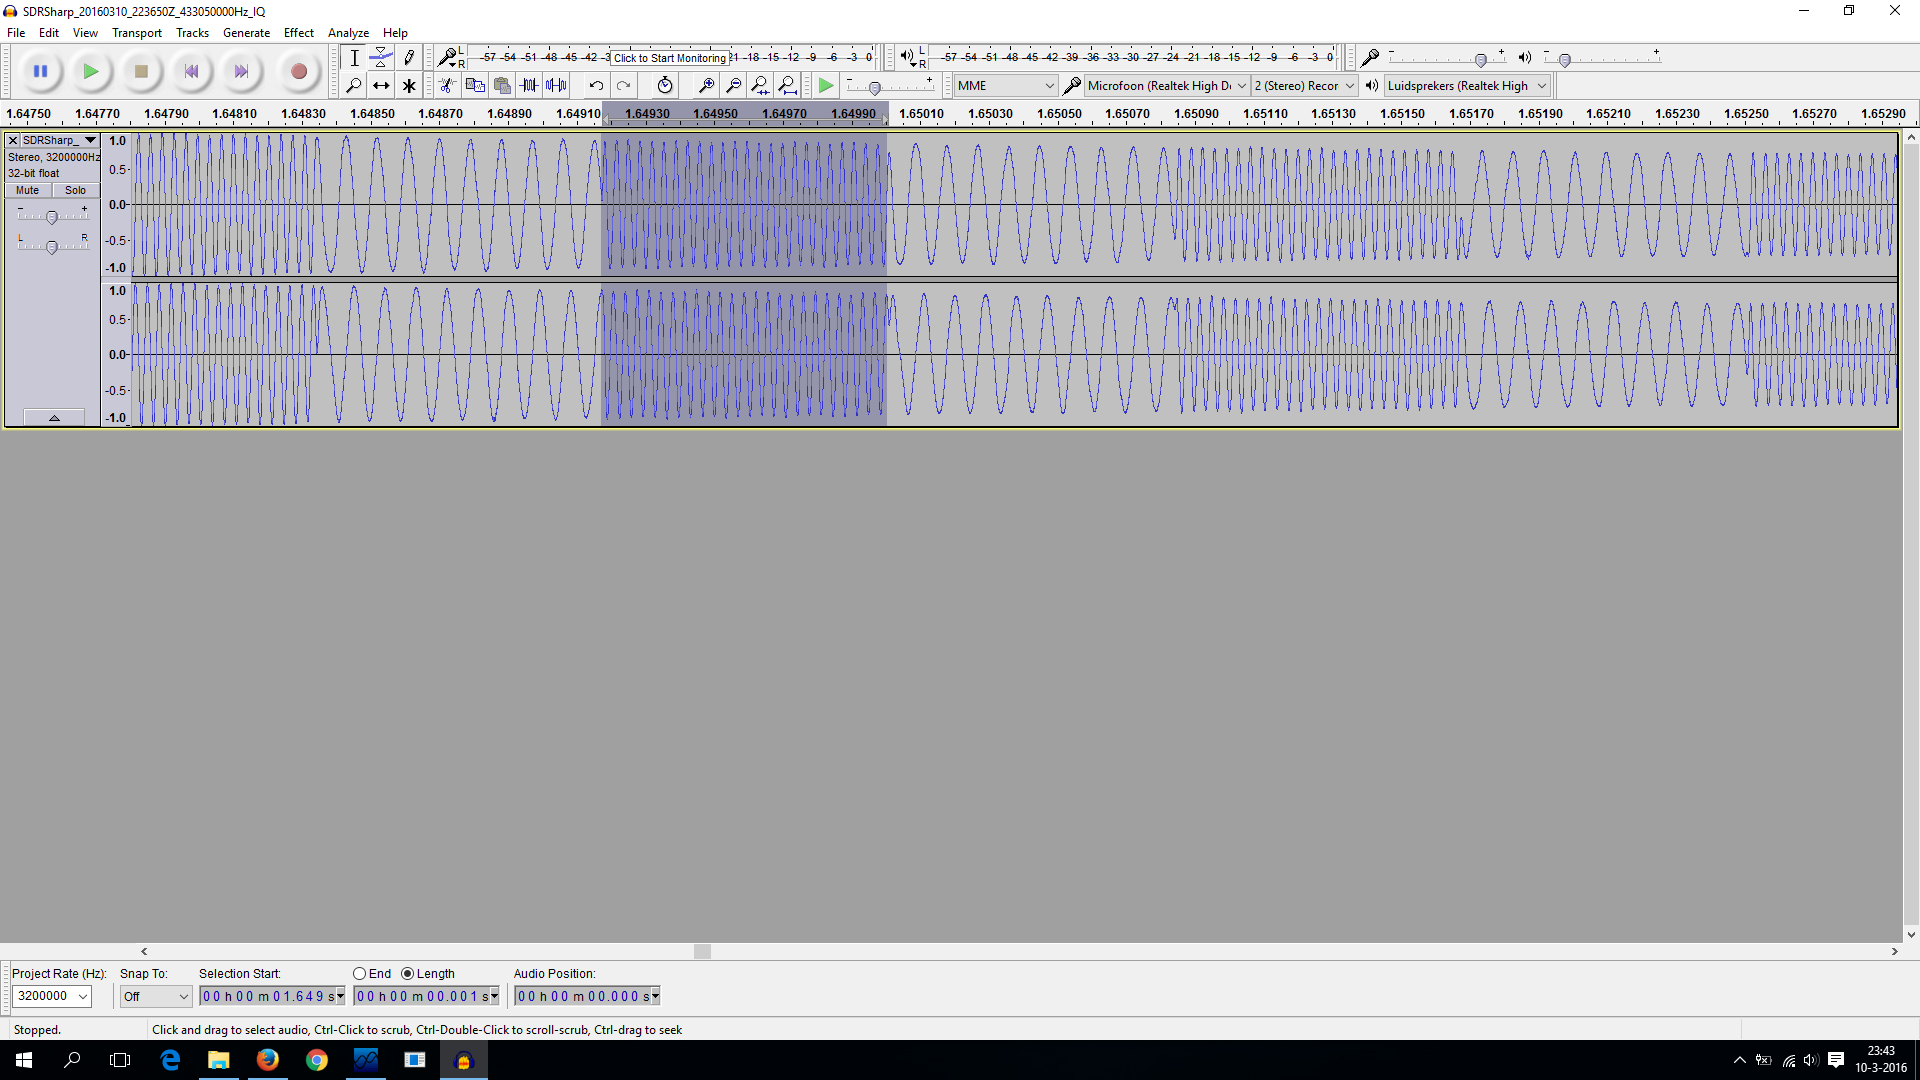 SDRSharp_20160310_223650Z_433050000Hz_IQ
File Edit View Transport Tracks Generate Effect Analyze Help
L R -57 -54 -51 -48 -45 -42 -3 Click to Start Monitoring 21 -18 -15 -12 -9 -6 -3 0 L R -57 -54 -51 -48 -45 -42 -39 -36 -33 -30 -27 -24 -21 -18 -15 -12 -9 -6 -3 0 - + - +
- + MME Microfoon (Realtek High De 2 (Stereo) Recor Luidsprekers (Realtek High
1.64750 1.64770 1.64790 1.64810 1.64830 1.64850 1.64870 1.64890 1.64910 1.64930 1.64950 1.64970 1.64990 1.65010 1.65030 1.65050 1.65070 1.65090 1.65110 1.65130 1.65150 1.65170 1.65190 1.65210 1.65230 1.65250 1.65270 1.65290
SDRSharp_ 1.0
Stereo, 3200000Hz
32-bit float 0.5-
Mute Solo
- + 0.0-
L R -0.5-
-1.0
1.0
0.5-
0.0-
-0.5-
-1.0
Project Rate (Hz): Snap To: Selection Start: End Length Audio Position:
3200000 Off 00 h 00 m 01.649 s 00 h 00 m 00.001 s 00 h 00 m 00.000 s
Stopped. Click and drag to select audio, Ctrl-Click to scrub, Ctrl-Double-Click to scroll-scrub, Ctrl-drag to seek
23:43
10-3-2016